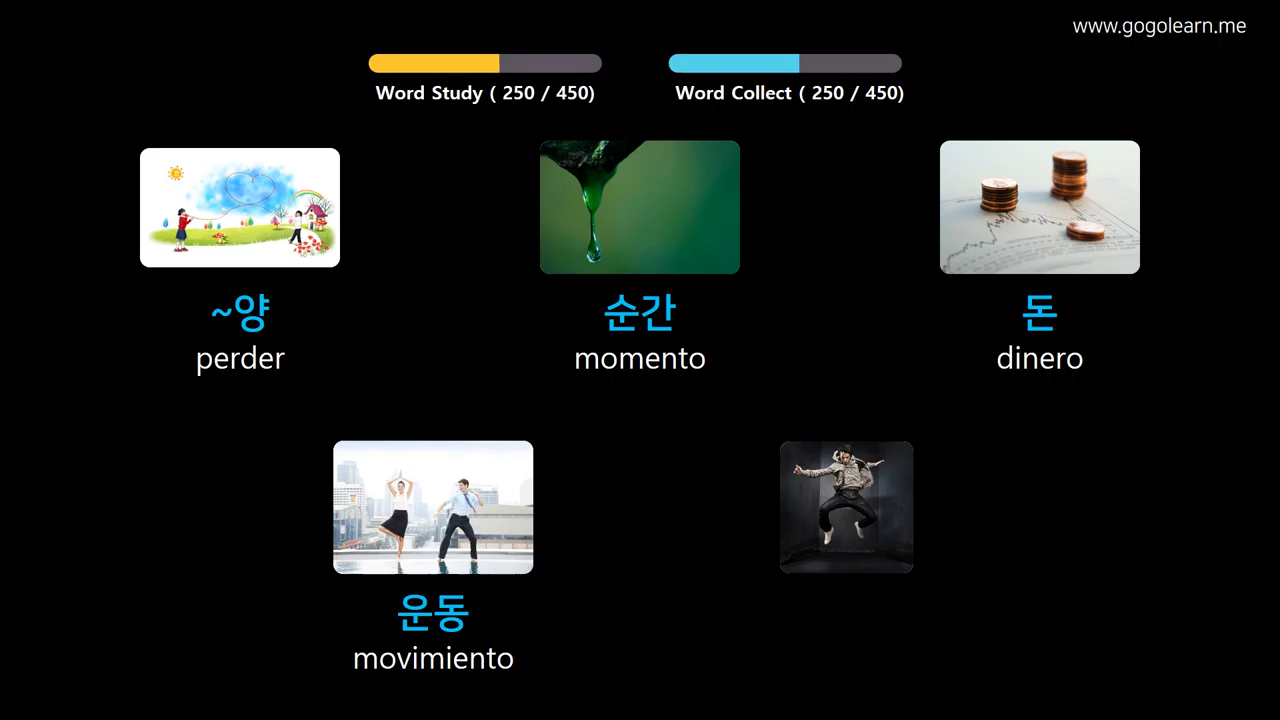 www.gogolearn.me
Word Study ( 250 / 450)
Word Collect ( 250 / 450)
~양
perder
순간
momento
돈
dinero
운동
movimiento